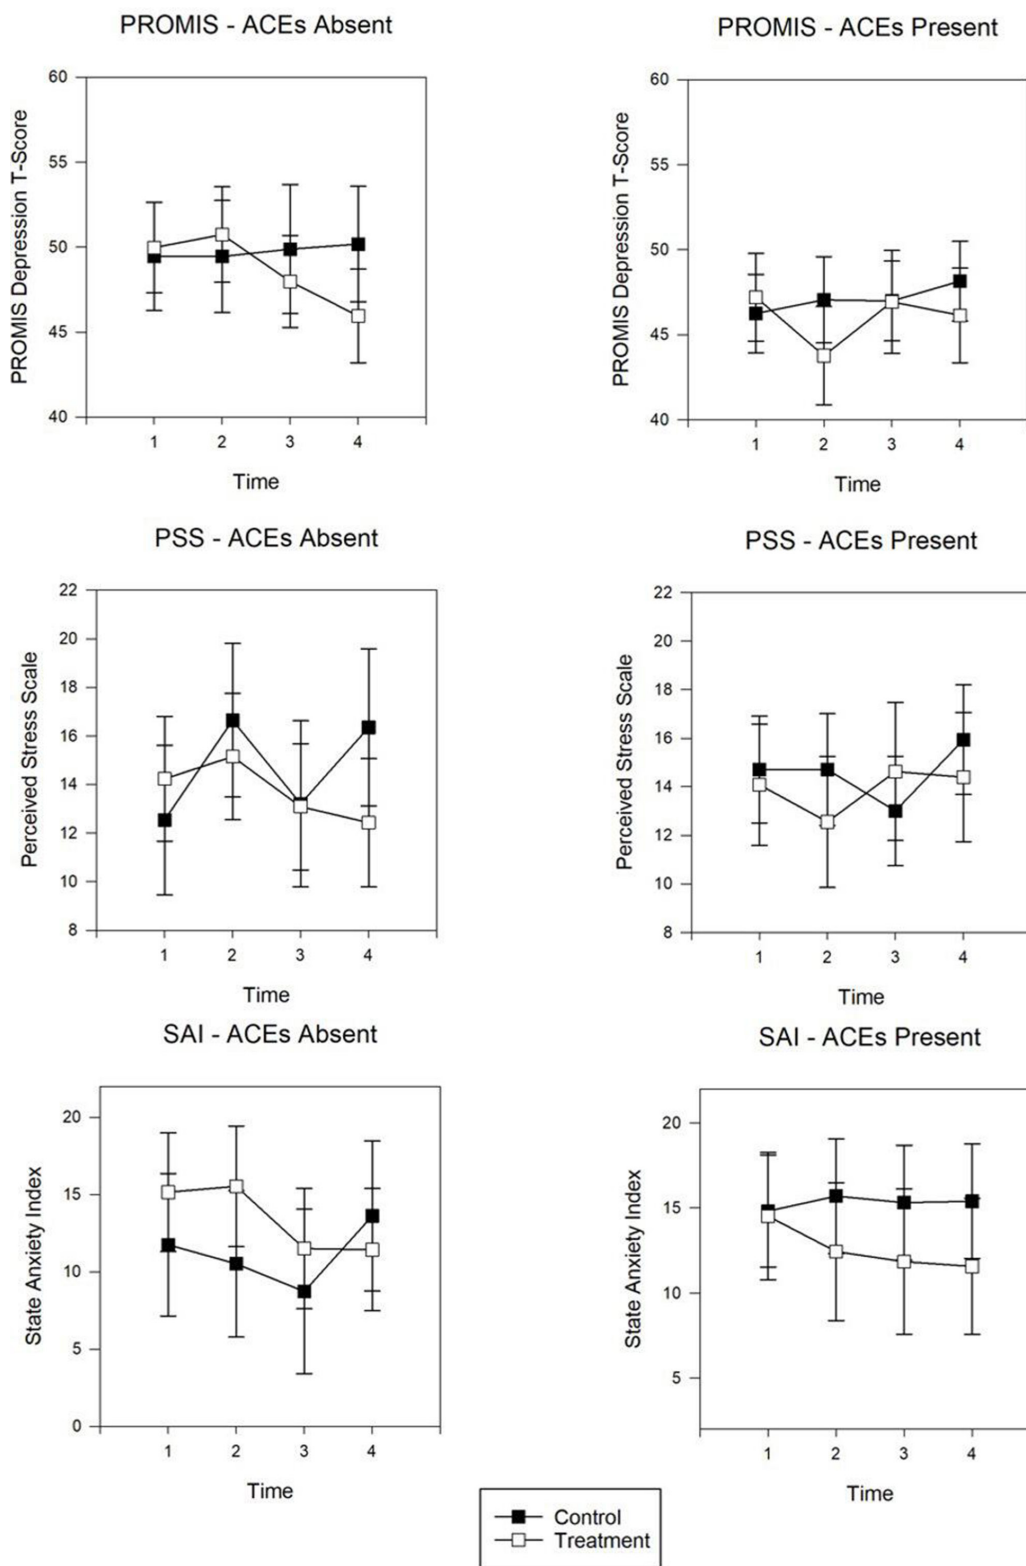 PROMIS - ACEs Absent
PROMIS Depression T-Score
60
55
50
45
40
1 2 3 4
Time
PROMIS - ACEs Present
PROMIS Depression T-Score
60
55
50
45
40
1 2 3 4
Time
PSS - ACEs Absent
Perceived Stress Scale
22
20
18
16
14
12
10
8
1 2 3 4
Time
PSS - ACEs Present
Perceived Stress Scale
22
20
18
16
14
12
10
8
1 2 3 4
Time
SAI - ACEs Absent
State Anxiety Index
20
15
10
5
0
1 2 3 4
Time
SAI - ACEs Present
State Anxiety Index
20
15
10
5
1 2 3 4
Time
Control
Treatment